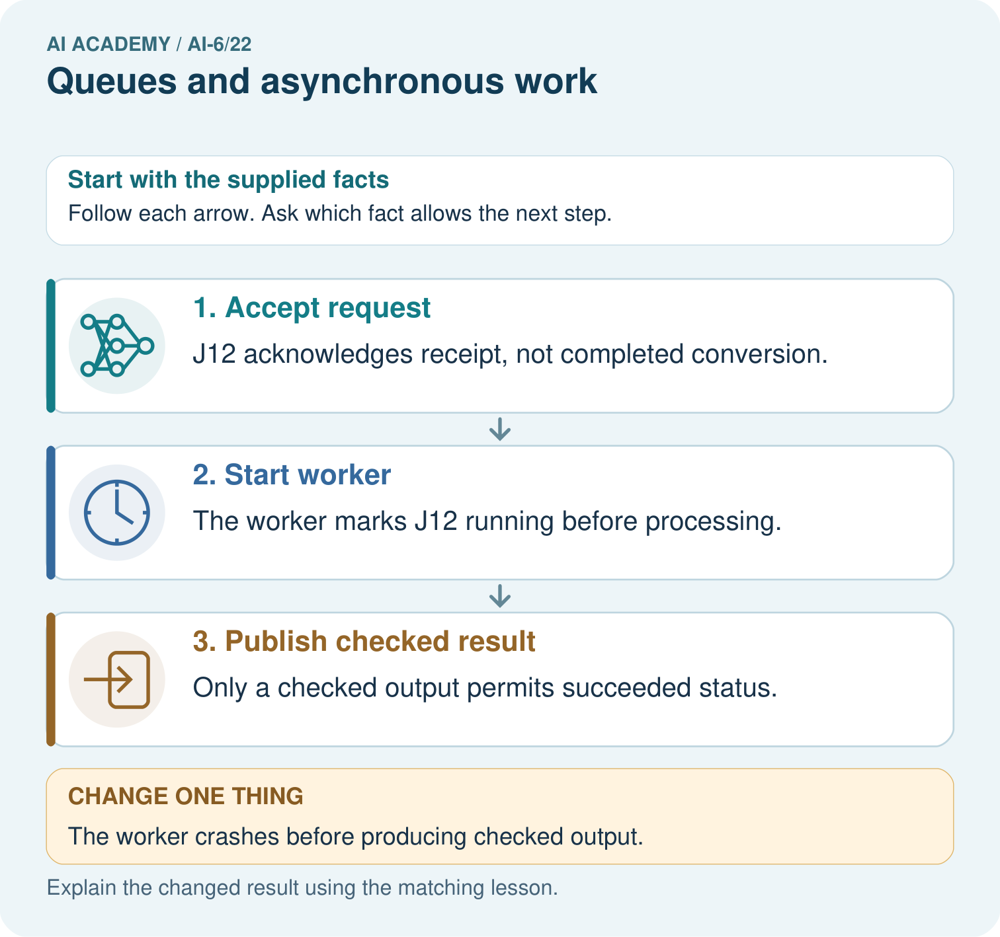 AI ACADEMY / AI-6/22
Queues and asynchronous work
Start with the supplied facts
Follow each arrow. Ask which fact allows the next step.
1. Accept request
J12 acknowledges receipt, not completed conversion.
2. Start worker
The worker marks J12 running before processing.
3. Publish checked result
Only a checked output permits succeeded status.
CHANGE ONE THING
The worker crashes before producing checked output.
Explain the changed result using the matching lesson.